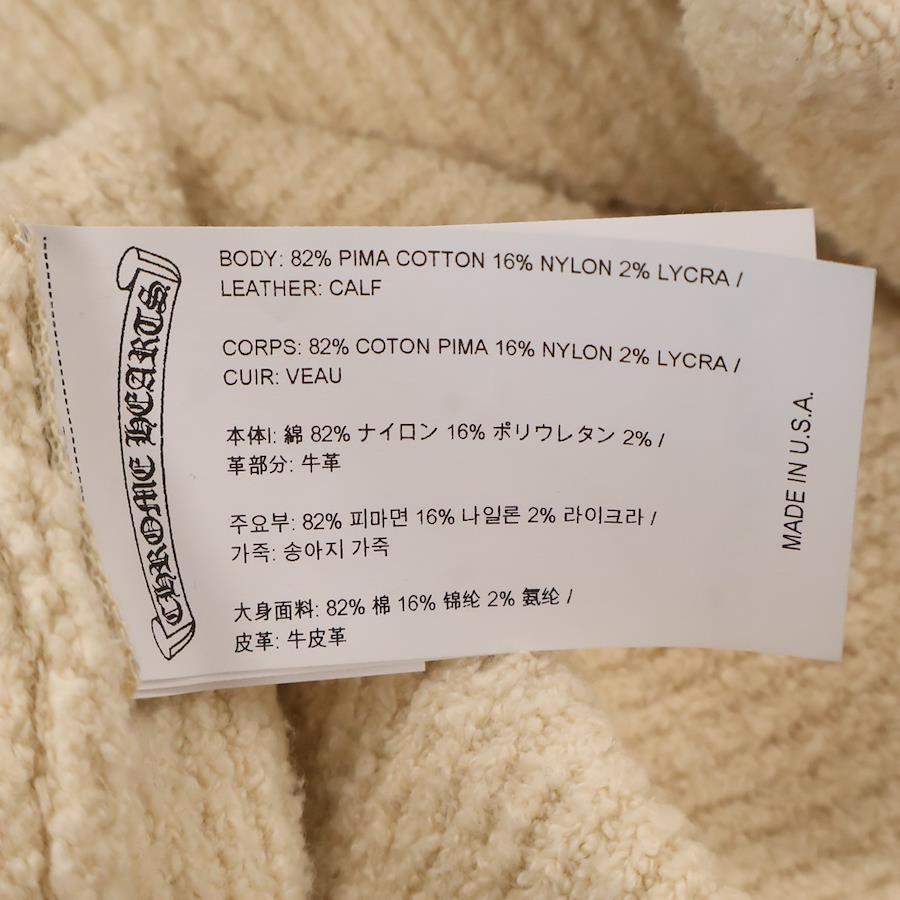 CHROME HEARTS
BODY: 82% PIMA COTTON 16% NYLON 2% LYCRA /
LEATHER: CALF
CORPS: 82% COTON PIMA 16% NYLON 2% LYCRA /
CUIR: VEAU
本体l: 綿 82% ナイロン 16% ポリウレタン 2% /
革部分: 牛革
주요부: 82% 피마면 16% 나일론 2% 라이크라 /
가죽: 송아지 가죽
大身面料: 82% 棉 16% 锦纶 2% 氨纶 /
皮革: 牛皮革
MADE IN U.S.A.